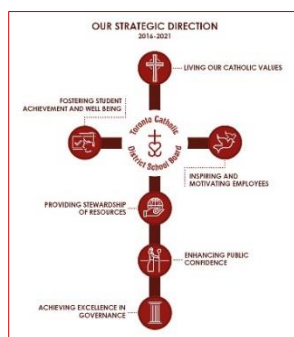 OUR STRATEGIC DIRECTION
2016-2021
LIVING OUR CATHOLIC VALUES
FOSTERING STUDENT
ACHIEVEMENT AND WELL BEING
Toronto Catholic
District School Board
INSPIRING AND
MOTIVATING EMPLOYEES
PROVIDING STEWARDSHIP
OF RESOURCES
ENHANCING PUBLIC
CONFIDENCE
ACHIEVING EXCELLENCE IN
GOVERNANCE